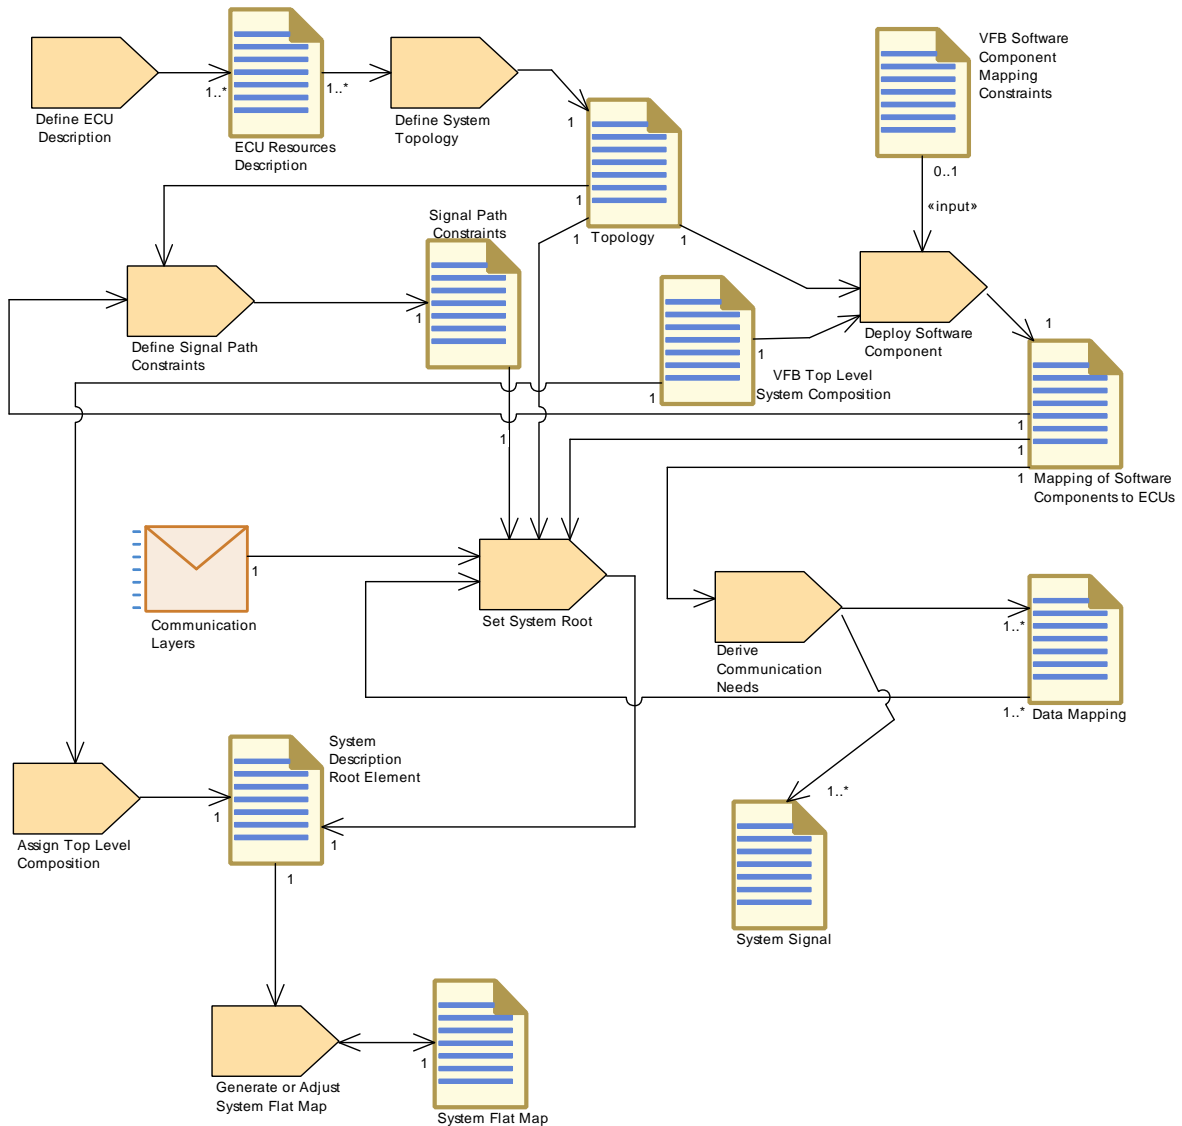 VFB Software
Component
Mapping
Constraints
Define ECU
Description
1..*
1..*
ECU Resources
Description
Define System
Topology
1
0..1
«input»
1
1
1
Topology
Signal Path
Constraints
1
Define Signal Path
Constraints
Deploy Software
Component
1
1
VFB Top Level
System Composition
1
1
1
1
1
Mapping of Software
Components to ECUs
1
Communication
Layers
Set System Root
Derive
Communication
Needs
1..*
1..*
Data Mapping
System
Description
Root Element
1..*
1
1
Assign Top Level
Composition
1
System Signal
1
Generate or Adjust
System Flat Map
System Flat Map